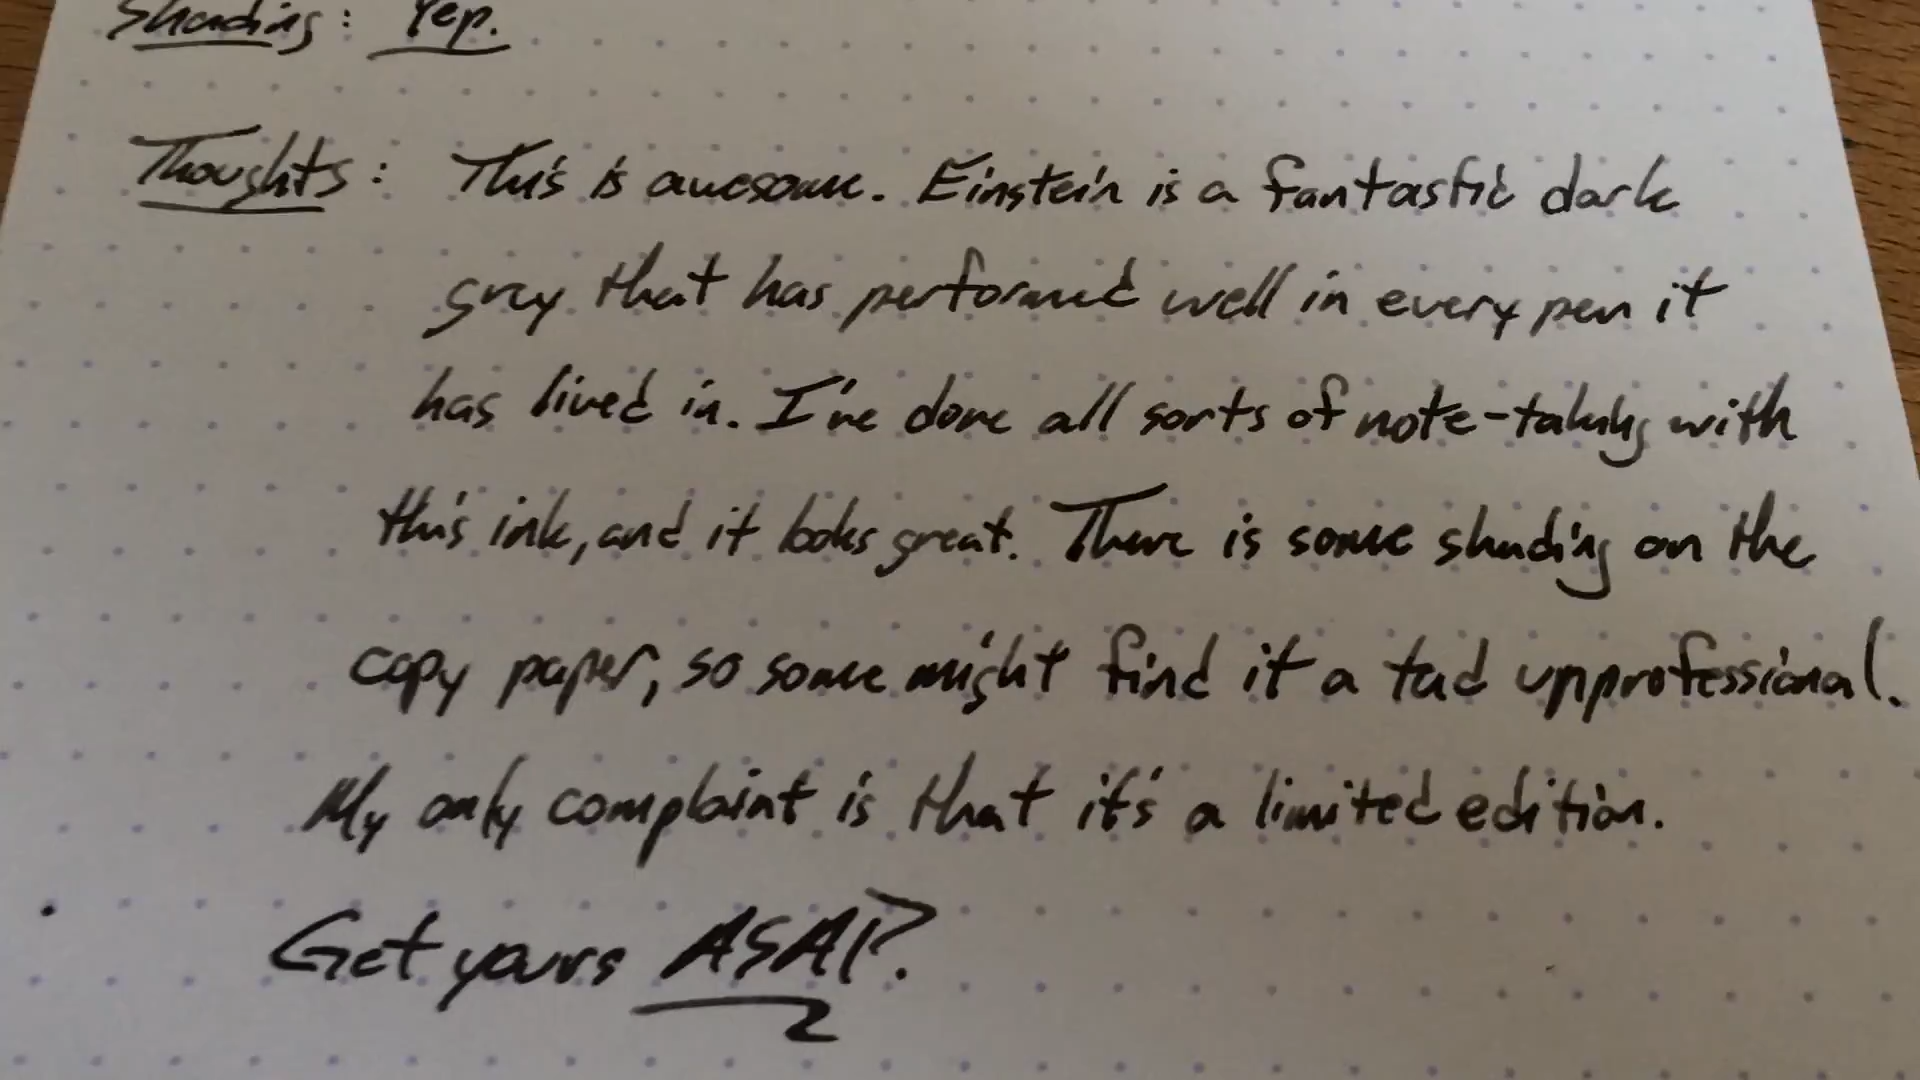 Shading: Yep.
Thoughts: This is awesome. Einstein is a fantastic dark
grey that has performed well in every pen it
has lived in. I've done all sorts of note-taking with
this ink, and it looks great. There is some shading on the
copy paper, so some might find it a tad unprofessional.
My only complaint is that it's a limited edition.
Get yours ASAP.